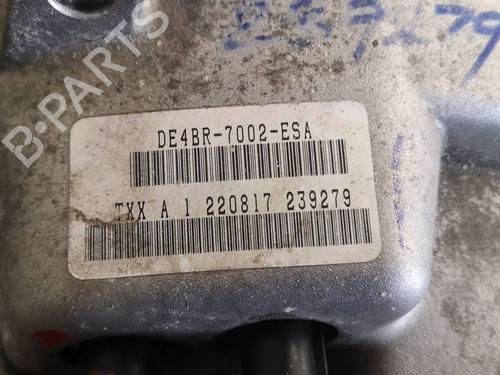 DE4BR-7002-ESA
TXX A 1 220817 239279
B-PARTS